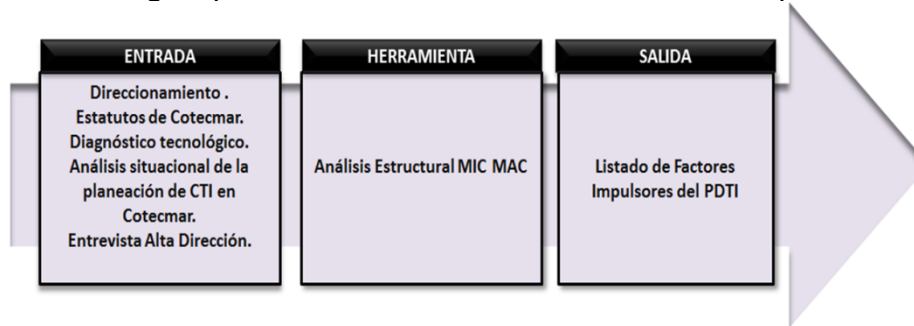 ENTRADA
Direccionamiento .
Estatutos de Cotecmar.
Diagnóstico tecnológico.
Análisis situacional de la
planeación de CTI en
Cotecmar.
Entrevista Alta Dirección.
HERRAMIENTA
Análisis Estructural MIC MAC
SALIDA
Listado de Factores
Impulsores del PDTI